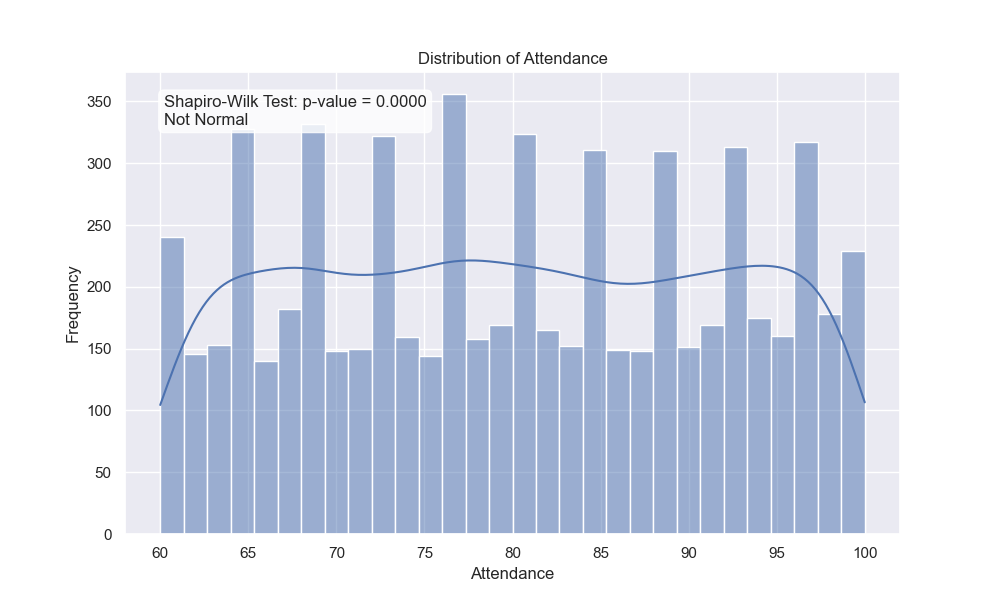 Distribution of Attendance
Shapiro-Wilk Test: p-value = 0.0000
Not Normal
Frequency
350
300
250
200
150
100
50
0
60 65 70 75 80 85 90 95 100
Attendance